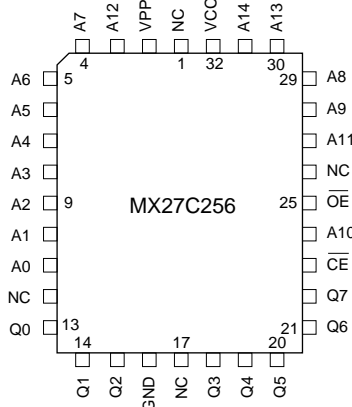 A7 A12 VPP NC VCC A14 A13
4 1 32 30
A6 5 29 A8
A5 A9
A4 A11
A3 NC
A2 9 MX27C256 25 OE
A1 A10
A0 CE
NC Q7
Q0 13 21 Q6
14 17 20
Q1 Q2 GND NC Q3 Q4 Q5